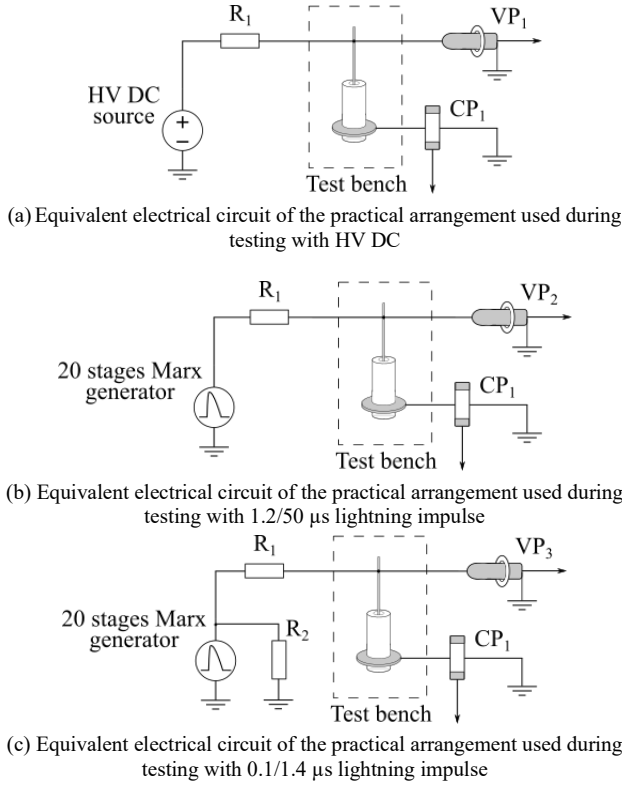 R₁
VP₁
HV DC
source
+
−
CP₁
Test bench
(a) Equivalent electrical circuit of the practical arrangement used during
testing with HV DC
R₁
VP₂
20 stages Marx
generator
CP₁
Test bench
(b) Equivalent electrical circuit of the practical arrangement used during
testing with 1.2/50 µs lightning impulse
R₁
VP₃
20 stages Marx
generator
R₂
CP₁
Test bench
(c) Equivalent electrical circuit of the practical arrangement used during
testing with 0.1/1.4 µs lightning impulse